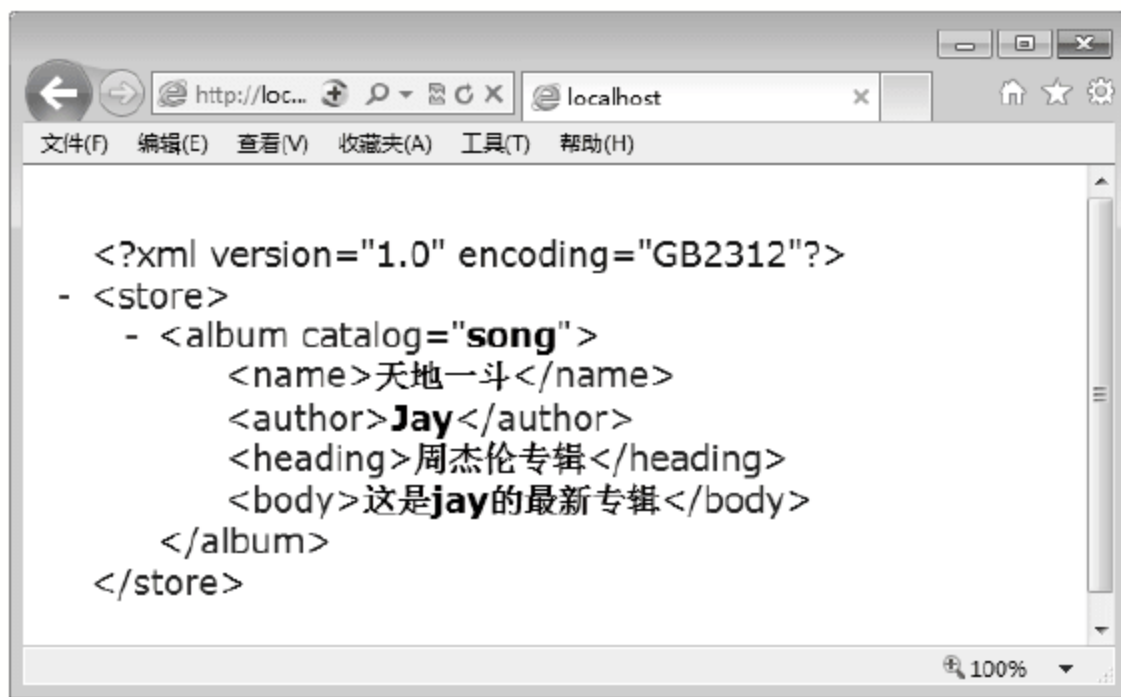 http://loc...
localhost
文件(F) 编辑(E) 查看(V) 收藏夹(A) 工具(T) 帮助(H)
<?xml version="1.0" encoding="GB2312"?>
- <store>
- <album catalog="song">
<name>天地一斗</name>
<author>Jay</author>
<heading>周杰伦专辑</heading>
<body>这是jay的最新专辑</body>
</album>
</store>
100%